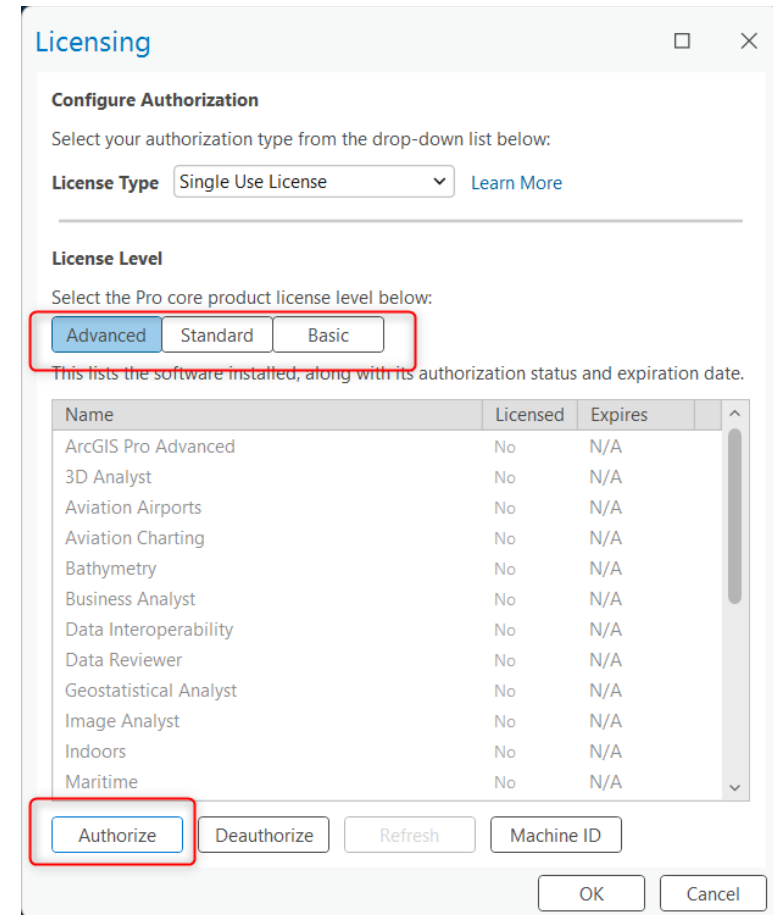 Licensing
Configure Authorization
Select your authorization type from the drop-down list below:
License Type Single Use License Learn More
License Level
Select the Pro core product license level below:
Advanced Standard Basic
This lists the software installed, along with its authorization status and expiration date.
Name Licensed Expires
ArcGIS Pro Advanced No N/A
3D Analyst No N/A
Aviation Airports No N/A
Aviation Charting No N/A
Bathymetry No N/A
Business Analyst No N/A
Data Interoperability No N/A
Data Reviewer No N/A
Geostatistical Analyst No N/A
Image Analyst No N/A
Indoors No N/A
Maritime No N/A
Authorize Deauthorize Refresh Machine ID
OK Cancel